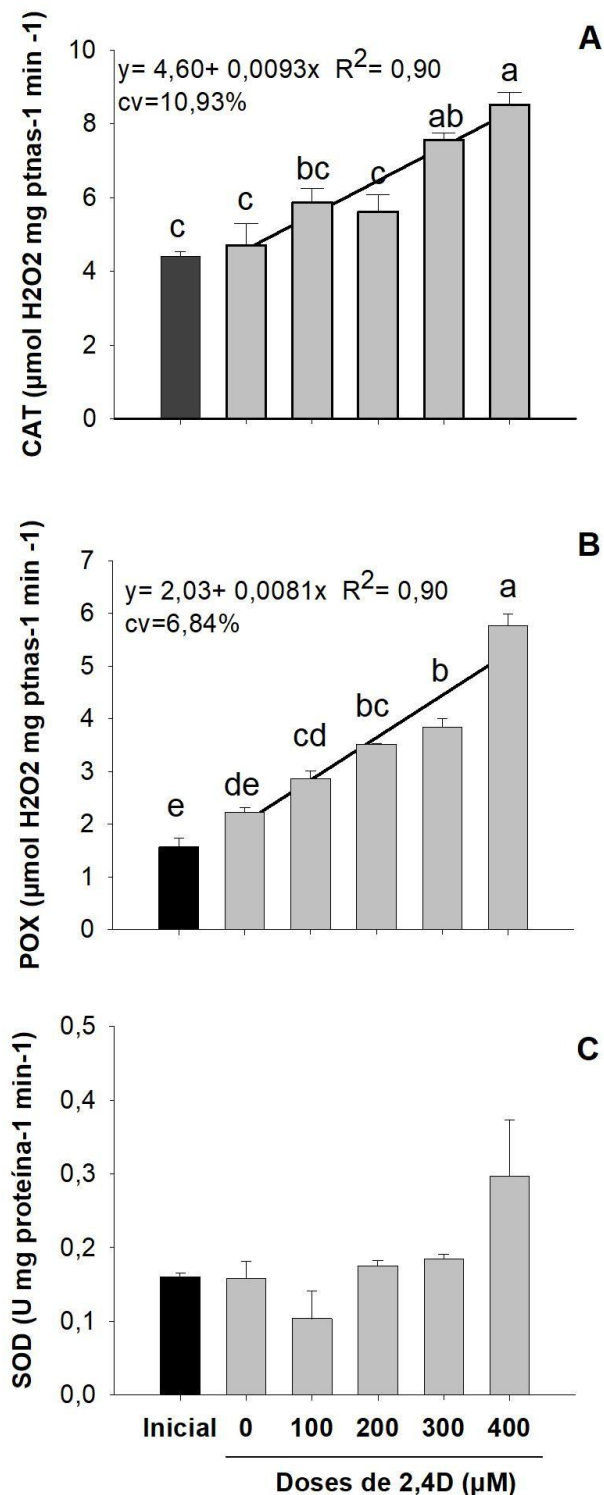 A
y= 4,60+ 0,0093x R2= 0,90
cv=10,93%
CAT (µmol H2O2 mg ptnas-1 min -1)
10
8
6
4
2
0
c
c
bc
c
ab
a
B
y= 2,03+ 0,0081x R2= 0,90
cv=6,84%
POX (µmol H2O2 mg ptnas-1 min -1)
7
6
5
4
3
2
1
0
e
de
cd
bc
b
a
C
SOD (U mg proteína-1 min-1)
0,5
0,4
0,3
0,2
0,1
0,0
Inicial 0 100 200 300 400
Doses de 2,4D (µM)